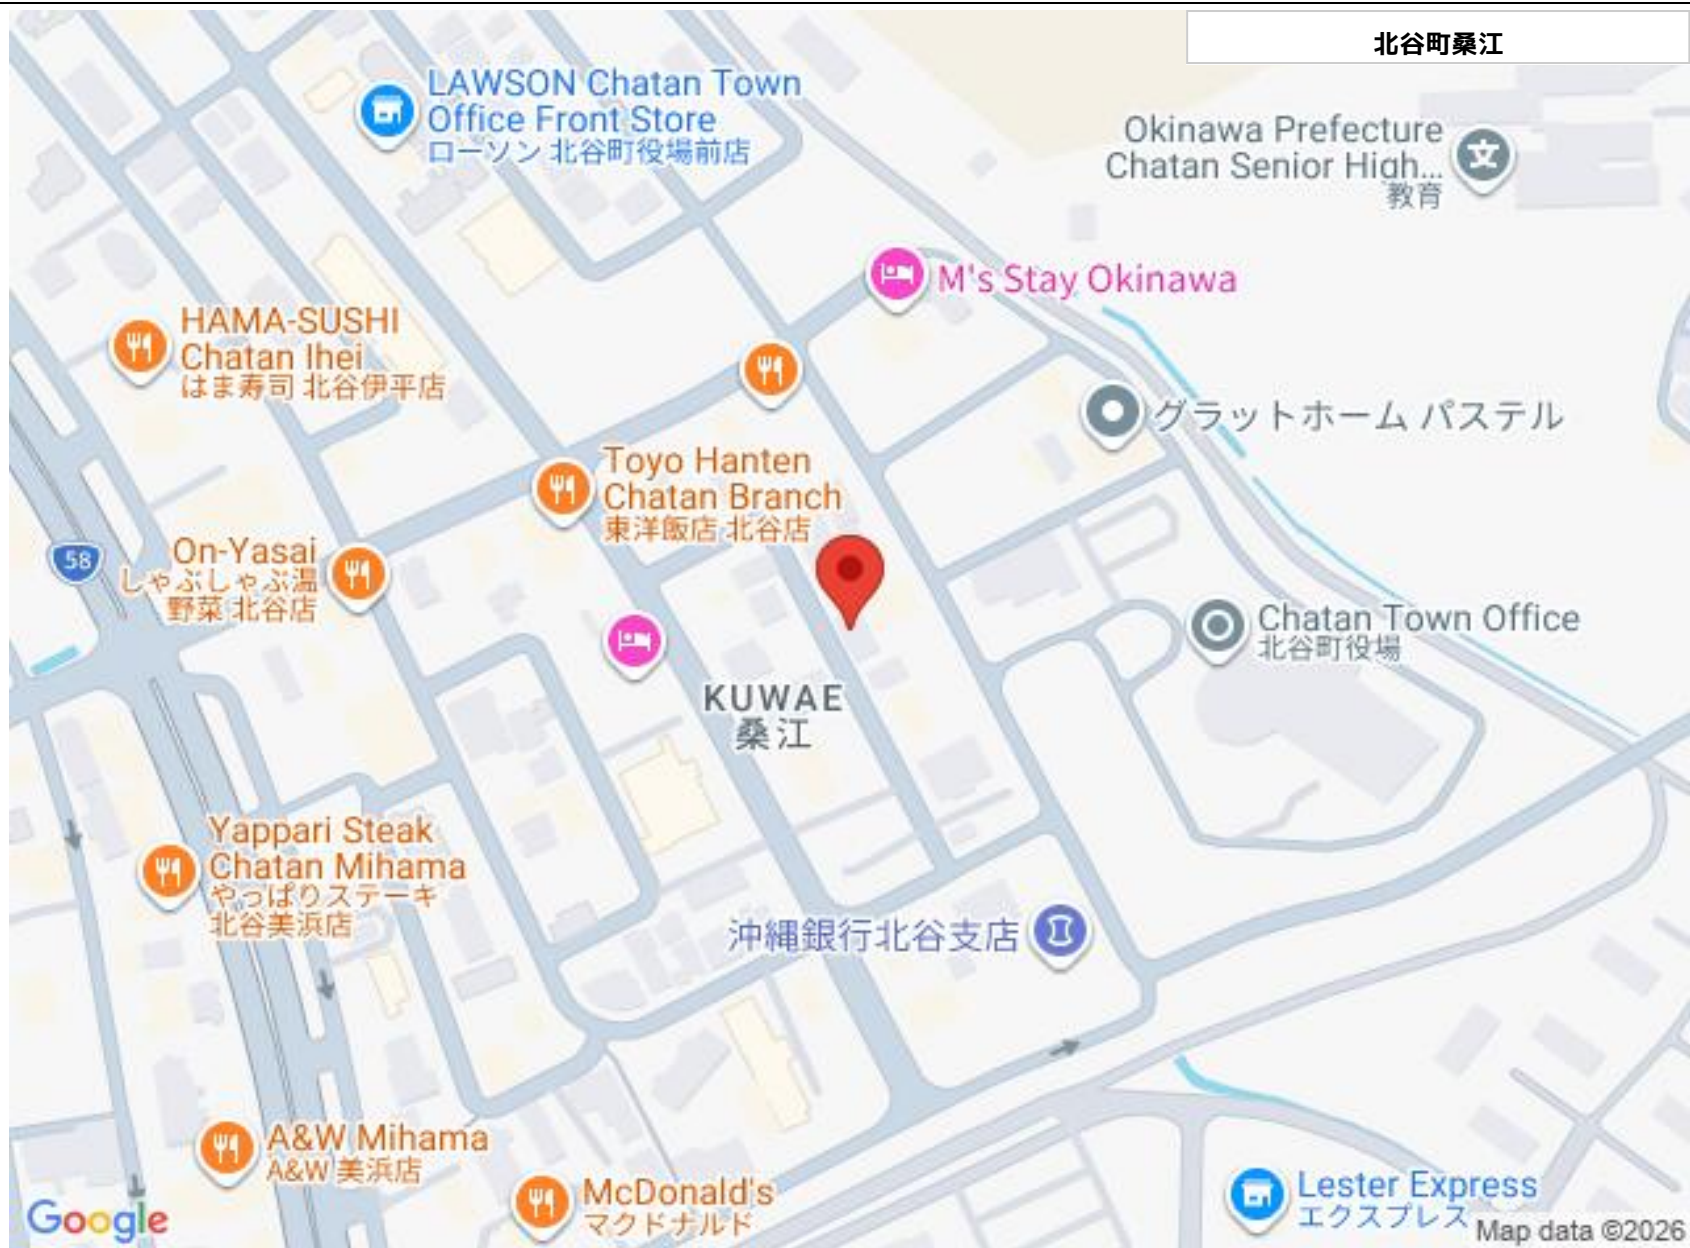 北谷町桑江
LAWSON Chatan Town
Office Front Store
ローソン 北谷町役場前店
Okinawa Prefecture
Chatan Senior High...
教育
文
M's Stay Okinawa
HAMA-SUSHI
Chatan Ihei
はま寿司 北谷伊平店
グラットホーム パステル
Toyo Hanten
Chatan Branch
東洋飯店 北谷店
58
On-Yasai
しゃぶしゃぶ温
野菜 北谷店
Chatan Town Office
北谷町役場
KUWAE
桑江
Yappari Steak
Chatan Mihama
やっぱりステーキ
北谷美浜店
沖縄銀行北谷支店
A&W Mihama
A&W 美浜店
McDonald's
マクドナルド
Lester Express
エクスプレス
Google
Map data ©2026